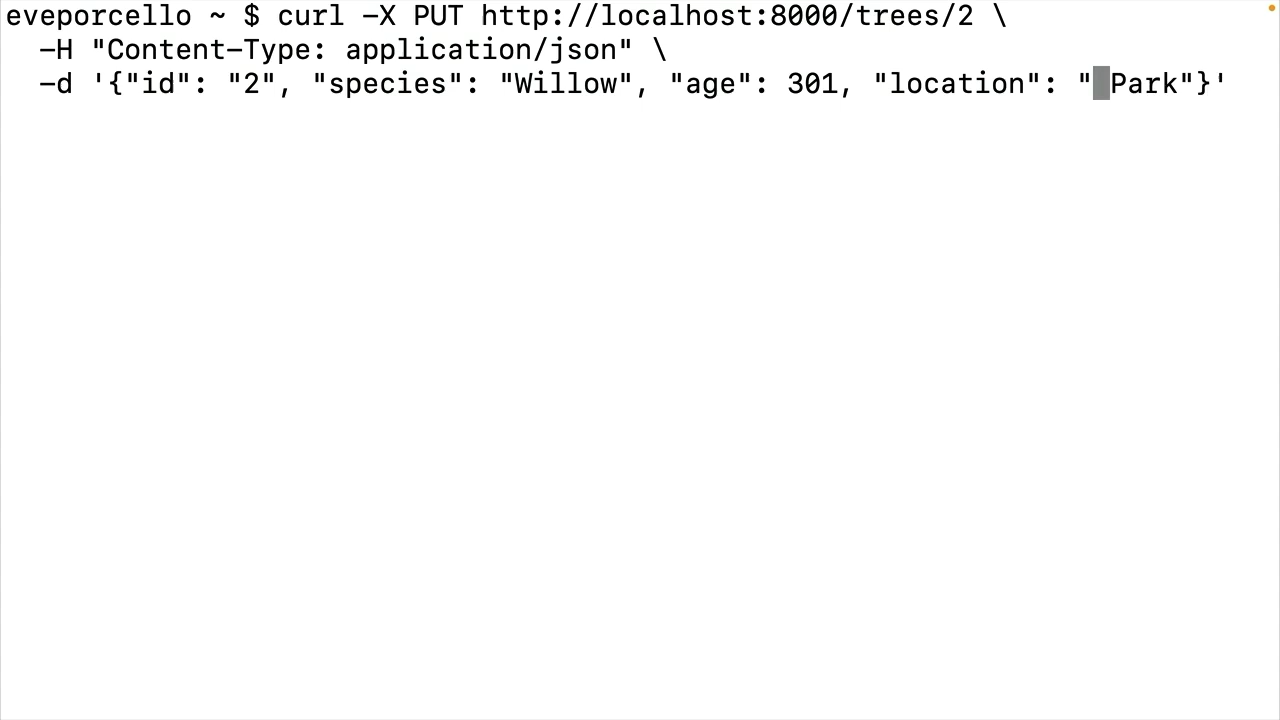 eveporcello ~ $ curl -X PUT http://localhost:8000/trees/2 \
-H "Content-Type: application/json" \
-d '{"id": "2", "species": "Willow", "age": 301, "location": " Park"}'